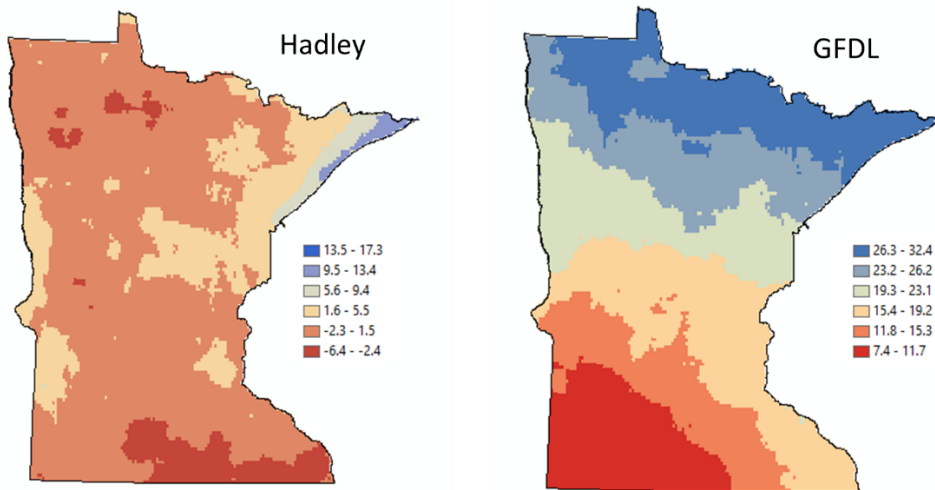 Hadley
13.5 - 17.3
9.5 - 13.4
5.6 - 9.4
1.6 - 5.5
-2.3 - 1.5
-6.4 - -2.4
GFDL
26.3 - 32.4
23.2 - 26.2
19.3 - 23.1
15.4 - 19.2
11.8 - 15.3
7.4 - 11.7